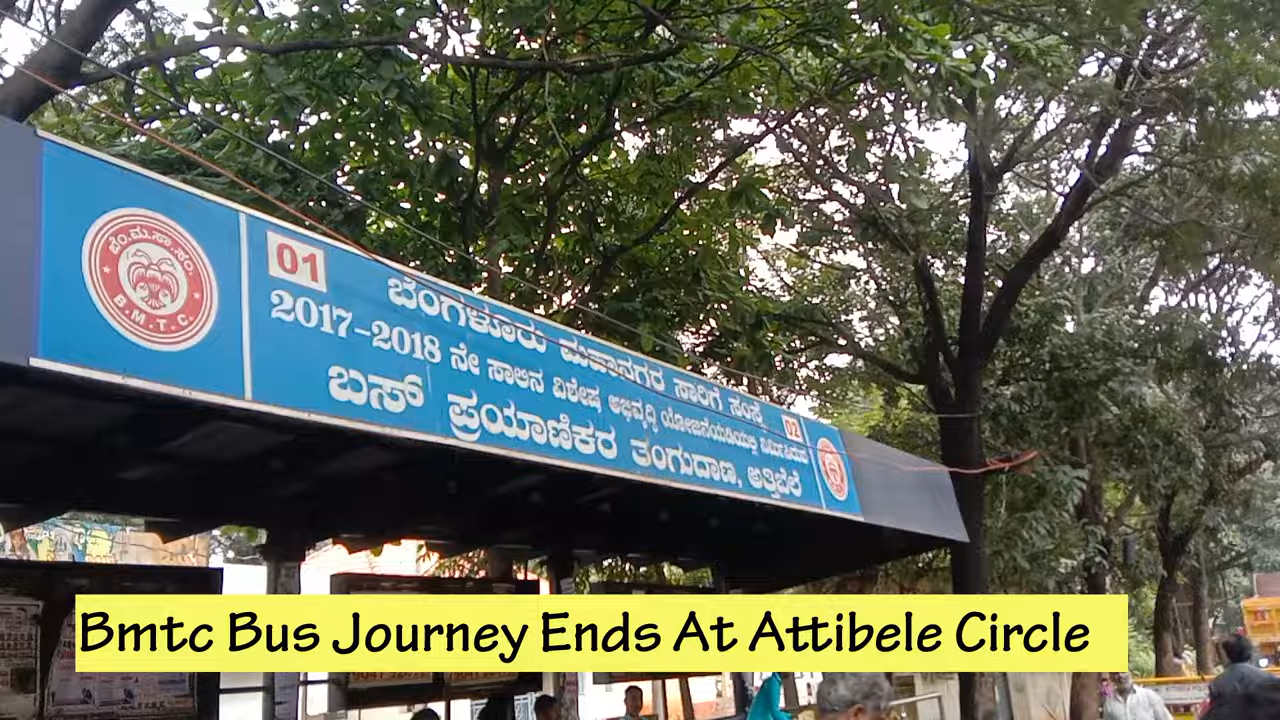 ಬೆಂ.ಮ.ಸಾ.ಸಂ.
B.M.T.C.
01
ಬೆಂಗಳೂರು ಮಹಾನಗರ ಸಾರಿಗೆ ಸಂಸ್ಥೆ
02
2017-2018 ನೇ ಸಾಲಿನ ವಿಶೇಷ ಅಭಿವೃದ್ಧಿ ಯೋಜನೆಯಡಿಯಲ್ಲಿ ನಿರ್ಮಿಸಿರುವ
ಬಸ್ ಪ್ರಯಾಣಿಕರ ತಂಗುದಾಣ, ಅತ್ತಿಬೆಲೆ
Bmtc Bus Journey Ends At Attibele Circle